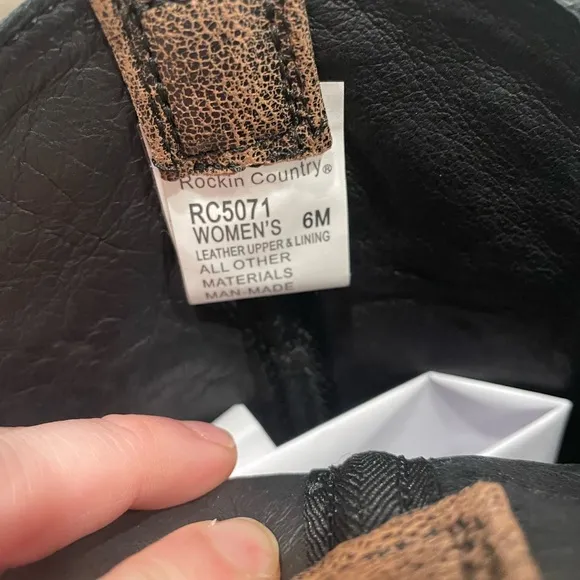 Rockin Country®
RC5071
WOMEN'S 6M
LEATHER UPPER & LINING
ALL OTHER
MATERIALS
MAN-MADE